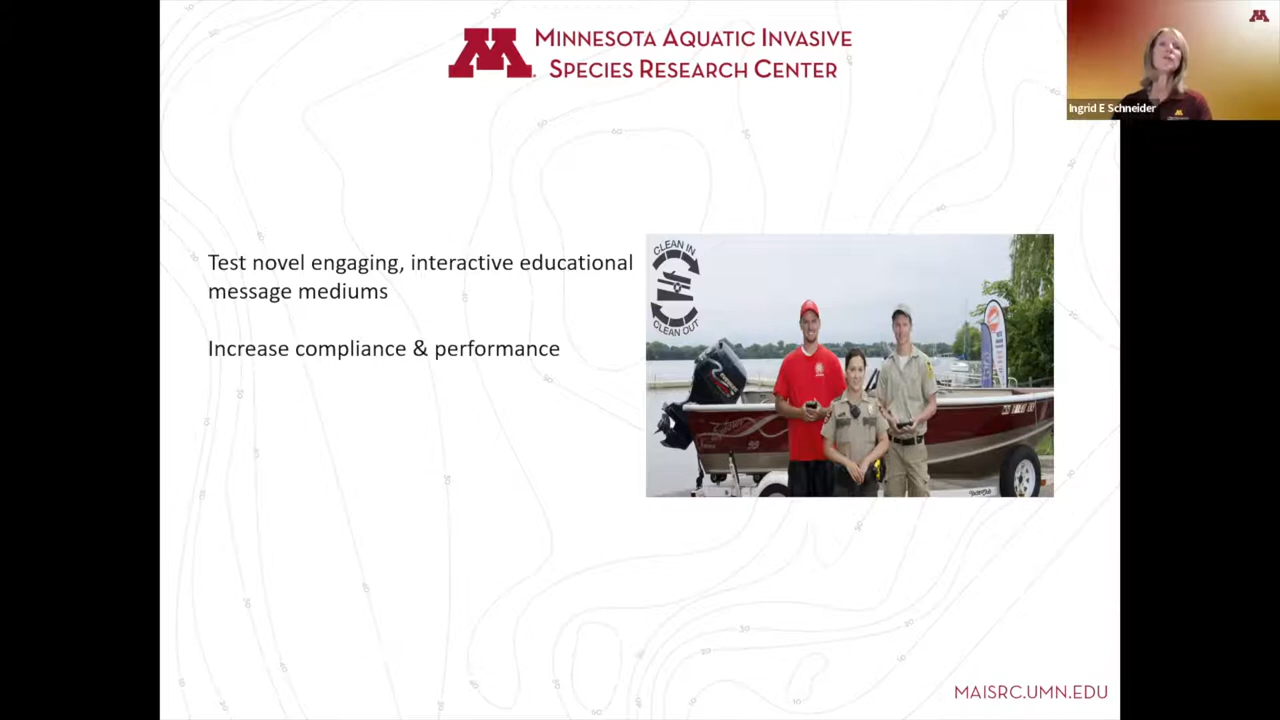 MINNESOTA AQUATIC INVASIVE
SPECIES RESEARCH CENTER
Ingrid E Schneider
Test novel engaging, interactive educational
message mediums
Increase compliance & performance
CLEAN IN
CLEAN OUT
MAISRC.UMN.EDU